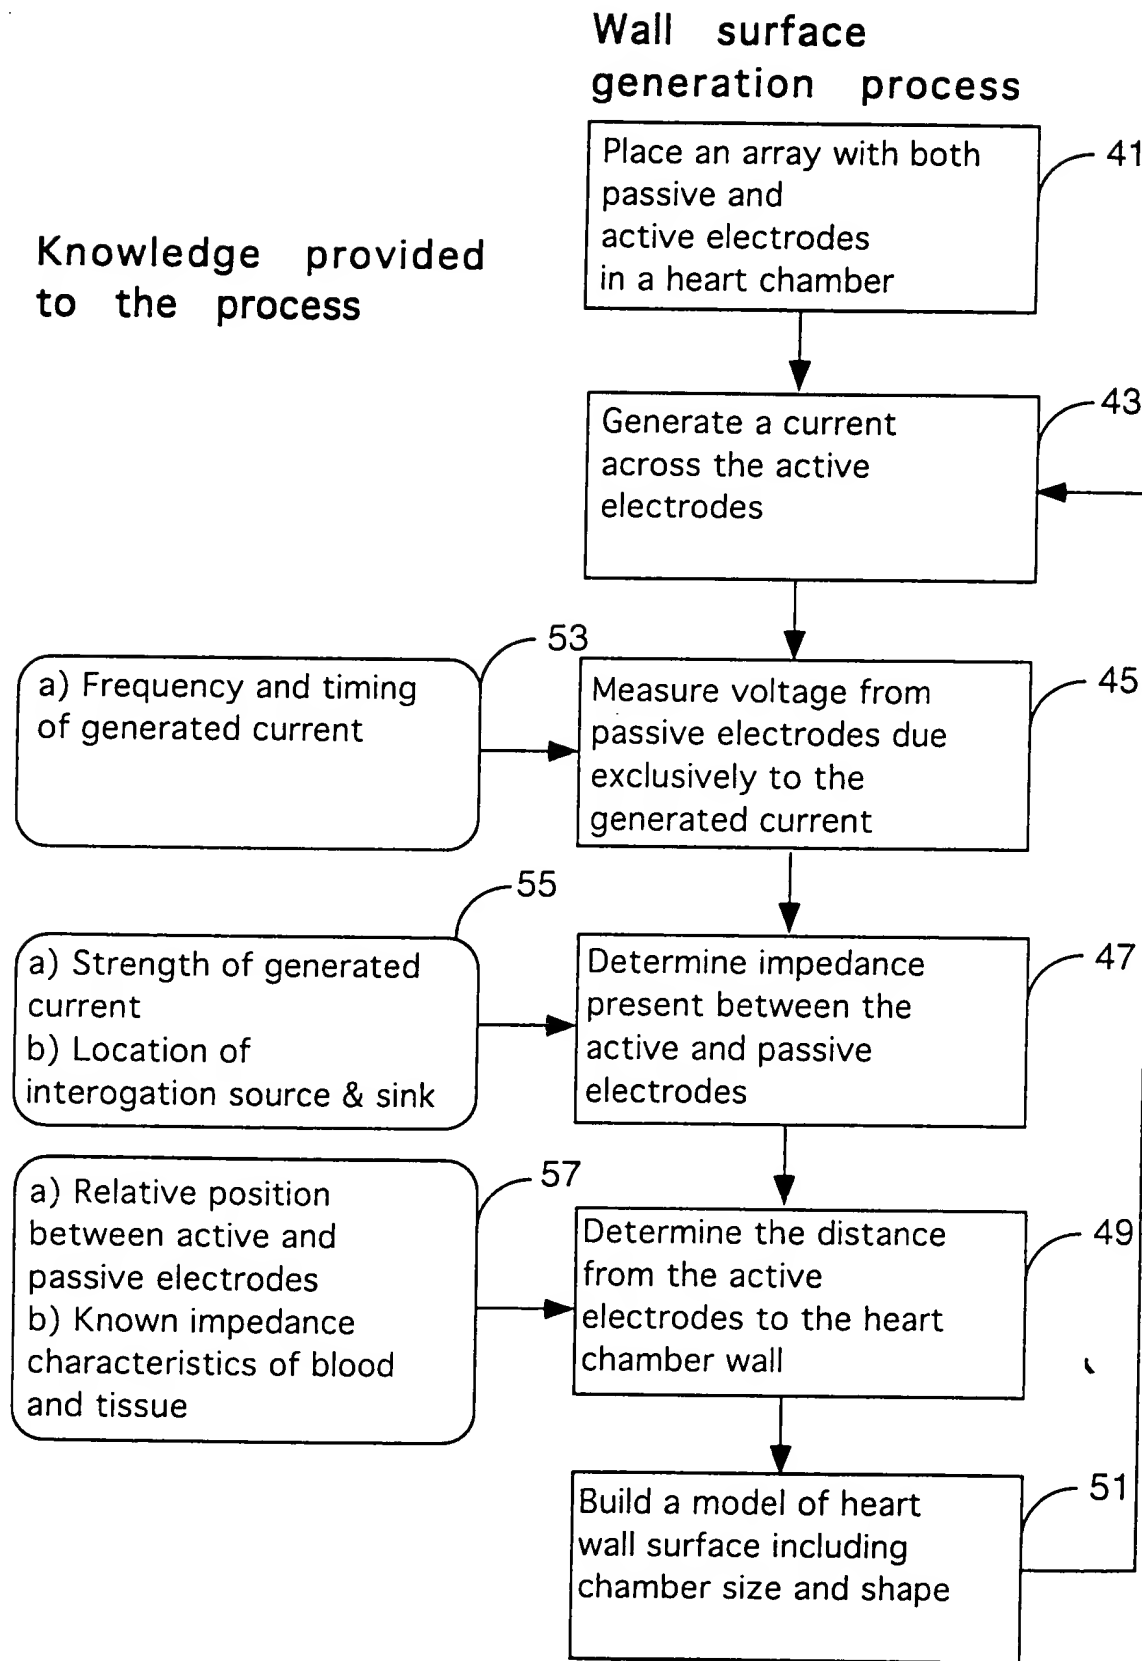 Wall surface
generation process
Place an array with both
passive and
active electrodes
in a heart chamber
41
Knowledge provided
to the process
Generate a current
across the active
electrodes
43
a) Frequency and timing
of generated current
53
Measure voltage from
passive electrodes due
exclusively to the
generated current
45
a) Strength of generated
current
b) Location of
interogation source & sink
55
Determine impedance
present between the
active and passive
electrodes
47
a) Relative position
between active and
passive electrodes
b) Known impedance
characteristics of blood
and tissue
57
Determine the distance
from the active
electrodes to the heart
chamber wall
49
Build a model of heart
wall surface including
chamber size and shape
51